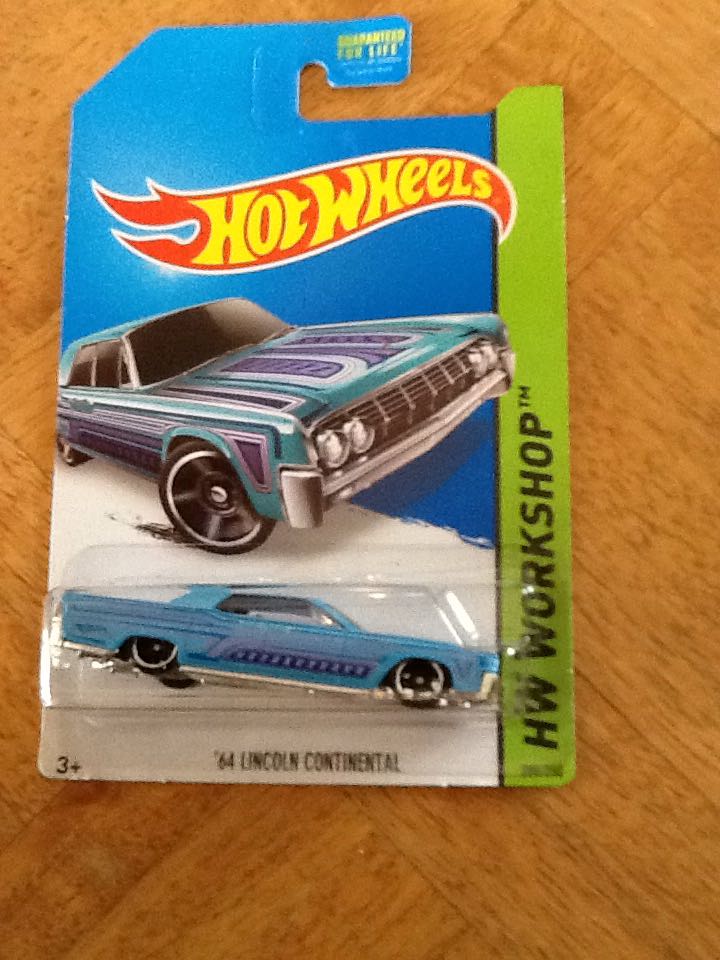 GUARANTEED
FOR LIFE
HOT WHEELS
HW WORKSHOP™
3+
'64 LINCOLN CONTINENTAL